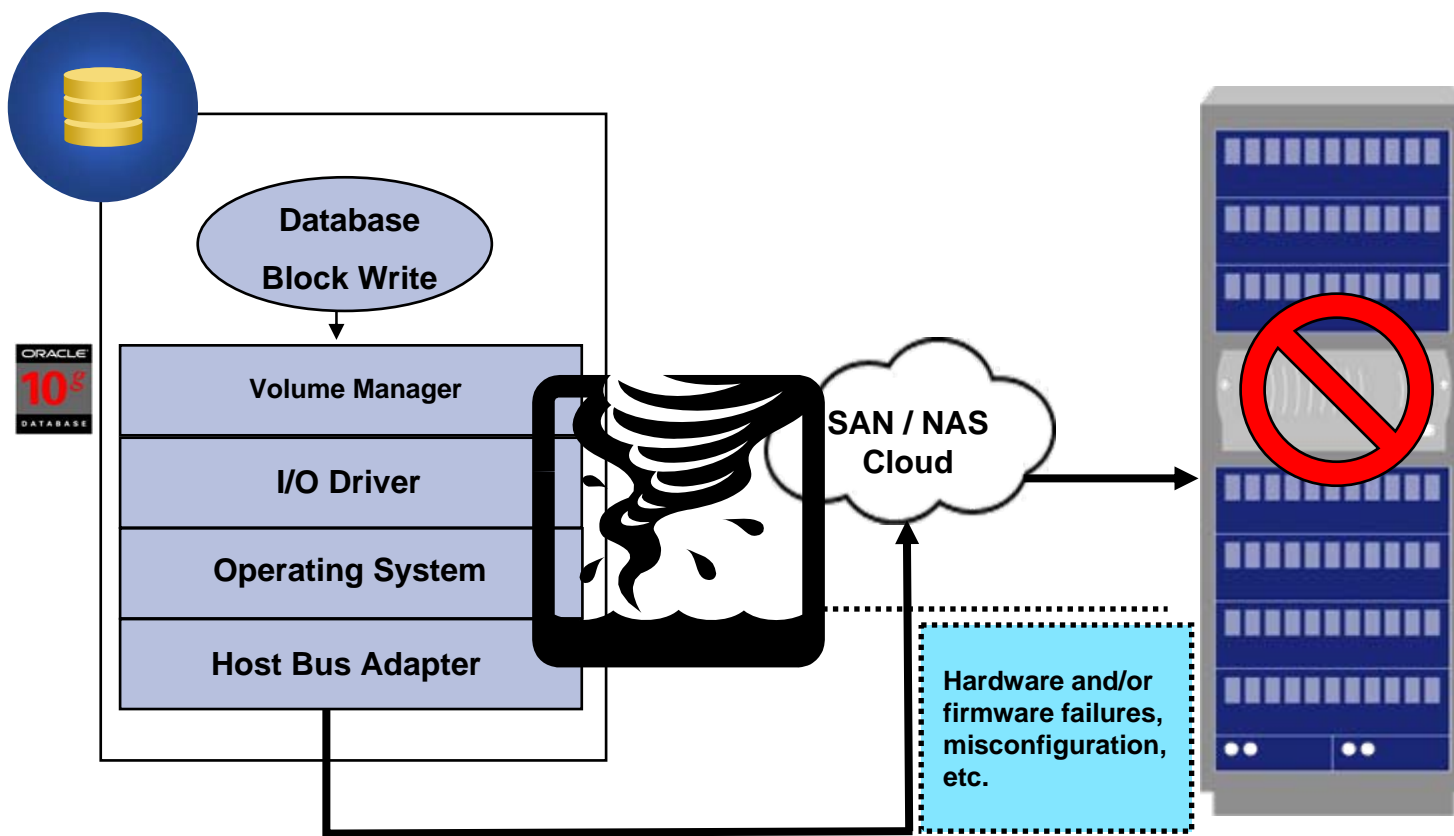 Database
Block Write
ORACLE
10g
DATABASE
Volume Manager
I/O Driver
Operating System
Host Bus Adapter
SAN / NAS
Cloud
Hardware and/or
firmware failures,
misconfiguration,
etc.